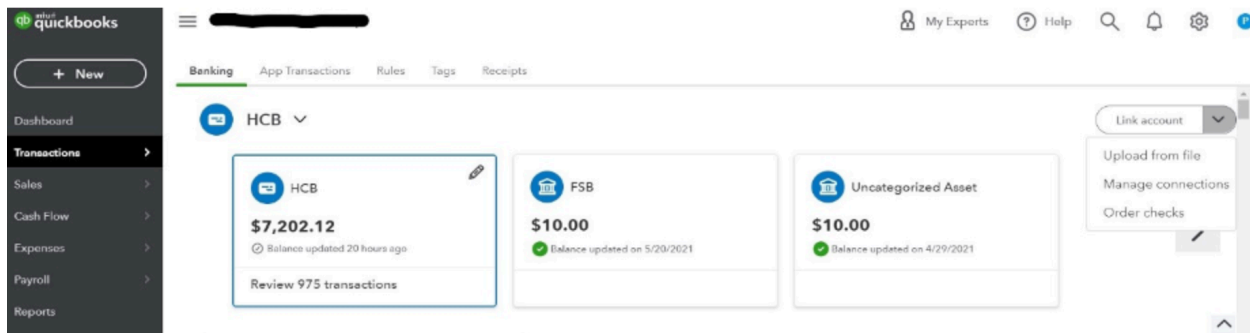 intuit
quickbooks
My Experts
Help
+ New
Banking App Transactions Rules Tags Receipts
Dashboard
HCB
Link account
Transactions
Upload from file
Sales
HCB
FSB
Uncategorized Asset
Manage connections
Cash Flow
$7,202.12
$10.00
$10.00
Order checks
Expenses
Balance updated 20 hours ago
Balance updated on 5/20/2021
Balance updated on 4/29/2021
Payroll
Review 975 transactions
Reports